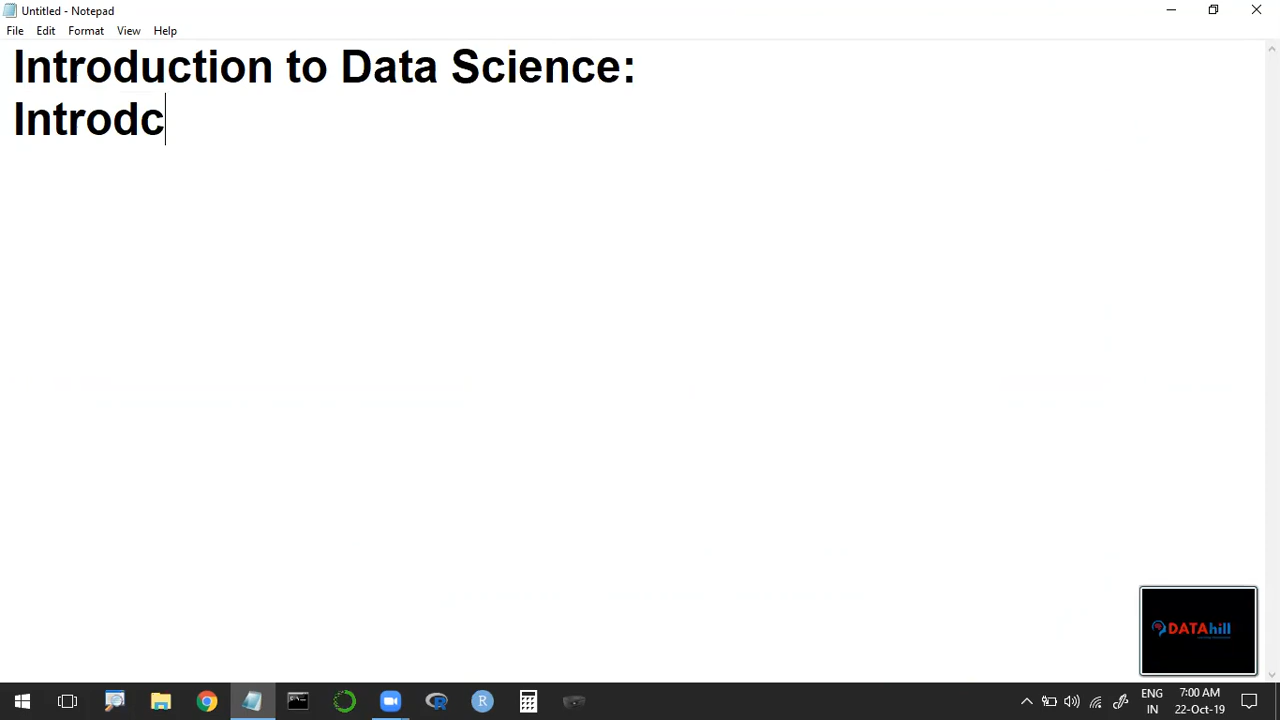 Untitled - Notepad
File Edit Format View Help
Introduction to Data Science:
Introdc
DATAhill
ENG
IN
7:00 AM
22-Oct-19